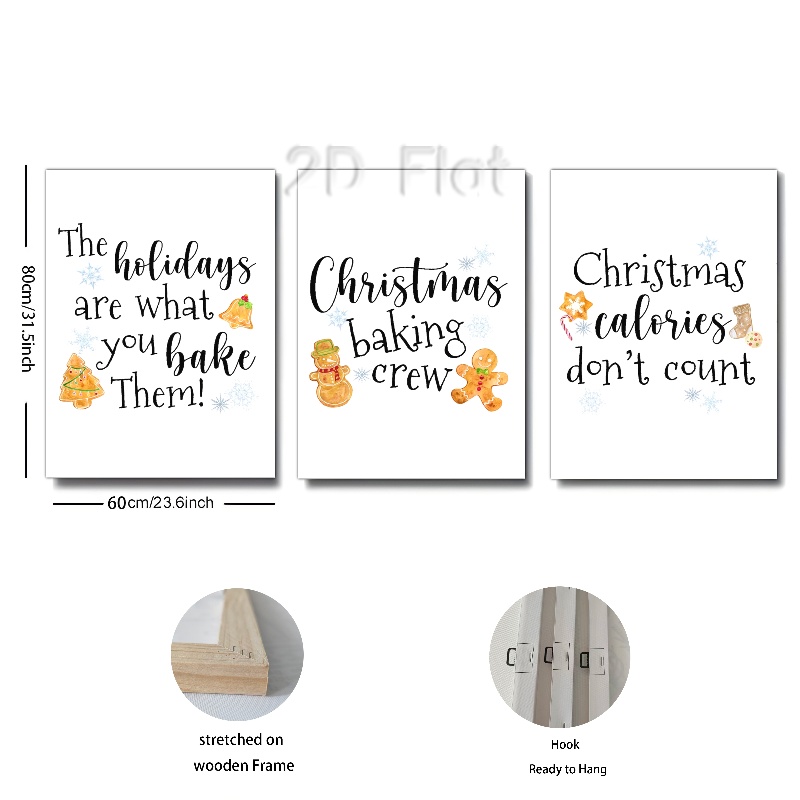 2D Flat
The holidays
are what
you bake
Them!
Christmas
baking
crew
Christmas
calories
don't count
80cm/31.5inch
60cm/23.6inch
stretched on
wooden Frame
Hook
Ready to Hang